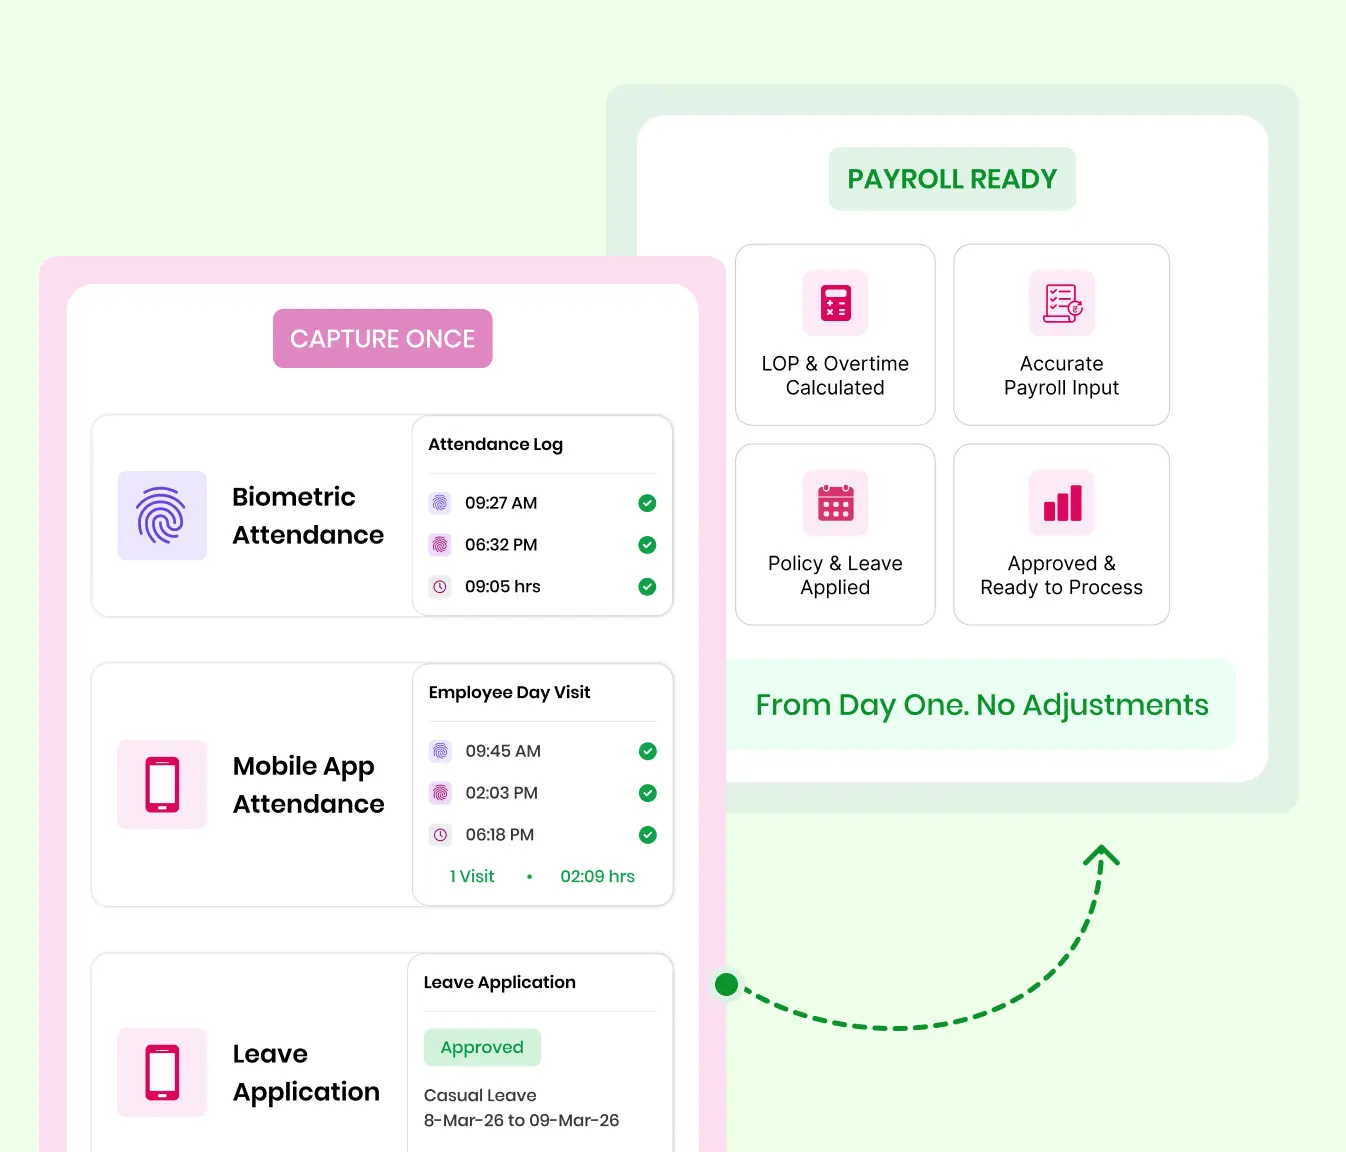 PAYROLL READY
LOP & Overtime
Calculated
Accurate
Payroll Input
Policy & Leave
Applied
Approved &
Ready to Process
From Day One. No Adjustments
CAPTURE ONCE
Biometric
Attendance
Attendance Log
09:27 AM
06:32 PM
09:05 hrs
Mobile App
Attendance
Employee Day Visit
09:45 AM
02:03 PM
06:18 PM
1 Visit • 02:09 hrs
Leave
Application
Leave Application
Approved
Casual Leave
8-Mar-26 to 09-Mar-26